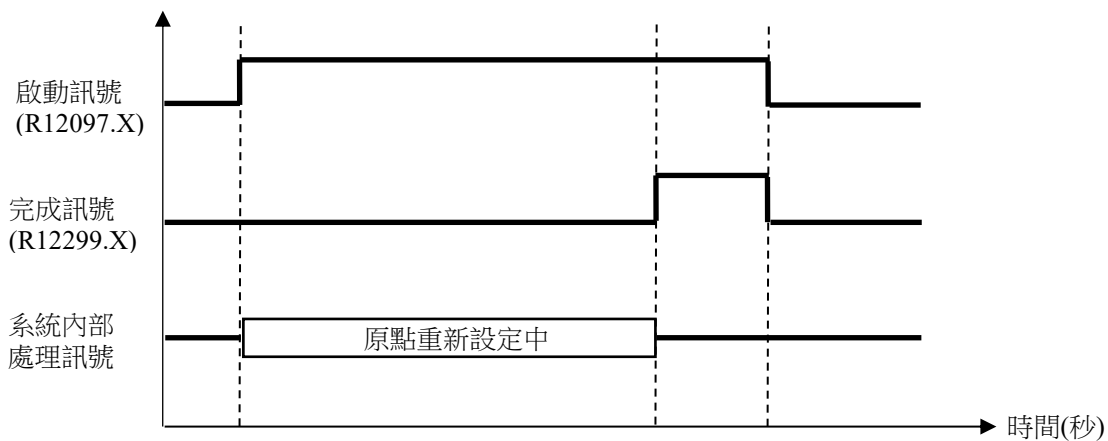 啟動訊號
(R12097.X)
完成訊號
(R12299.X)
系統內部
處理訊號
原點重新設定中
時間(秒)